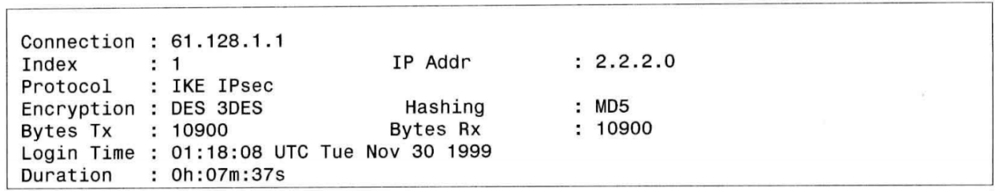 Connection : 61.128.1.1
Index : 1 IP Addr : 2.2.2.0
Protocol : IKE IPsec
Encryption : DES 3DES Hashing : MD5
Bytes Tx : 10900 Bytes Rx : 10900
Login Time : 01:18:08 UTC Tue Nov 30 1999
Duration : 0h:07m:37s